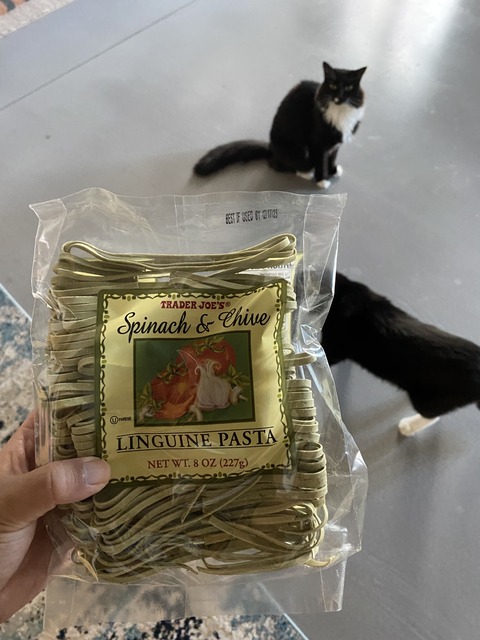 BEST IF USED BY
TRADER JOE'S®
Spinach & Chive
LINGUINE PASTA
NET WT. 8 OZ (227g)